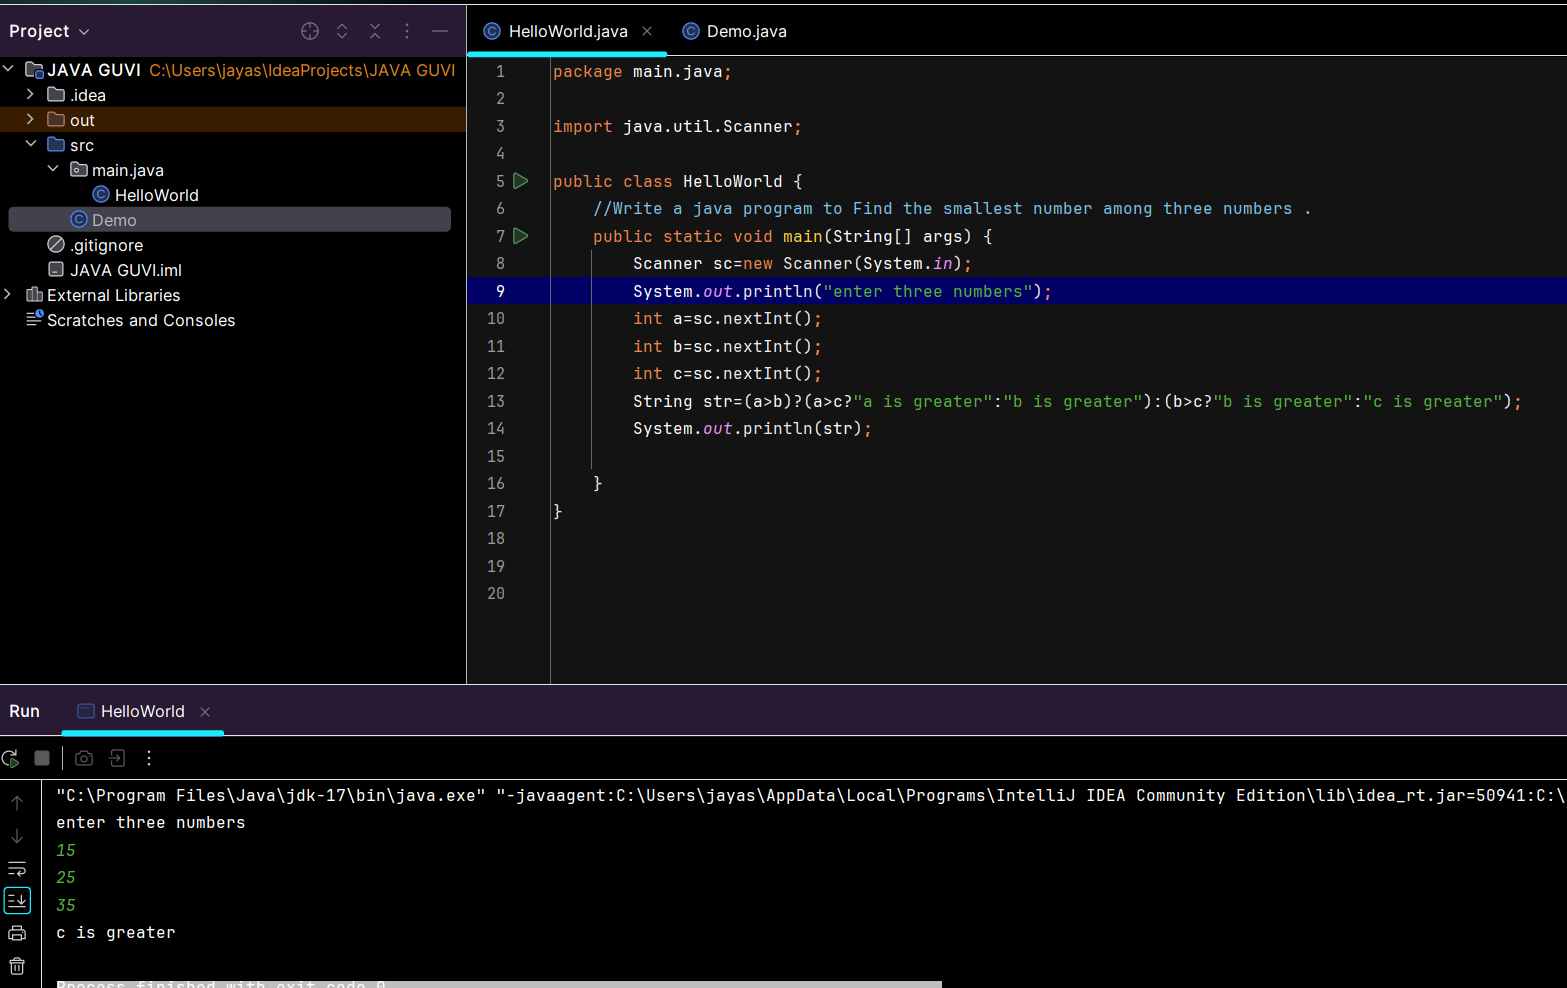 Project
JAVA GUVI C:\Users\jayas\IdeaProjects\JAVA GUVI
.idea
out
src
main.java
HelloWorld
Demo
.gitignore
JAVA GUVI.iml
External Libraries
Scratches and Consoles
HelloWorld.java Demo.java
1 package main.java;
2
3 import java.util.Scanner;
4
5 public class HelloWorld {
6 //Write a java program to Find the smallest number among three numbers .
7 public static void main(String[] args) {
8 Scanner sc=new Scanner(System.in);
9 System.out.println("enter three numbers");
10 int a=sc.nextInt();
11 int b=sc.nextInt();
12 int c=sc.nextInt();
13 String str=(a>b)?(a>c?"a is greater":"b is greater"):(b>c?"b is greater":"c is greater");
14 System.out.println(str);
15
16 }
17 }
18
19
20
Run HelloWorld
"C:\Program Files\Java\jdk-17\bin\java.exe" "-javaagent:C:\Users\jayas\AppData\Local\Programs\IntelliJ IDEA Community Edition\lib\idea_rt.jar=50941:C:\
enter three numbers
15
25
35
c is greater
Process finished with exit code 0